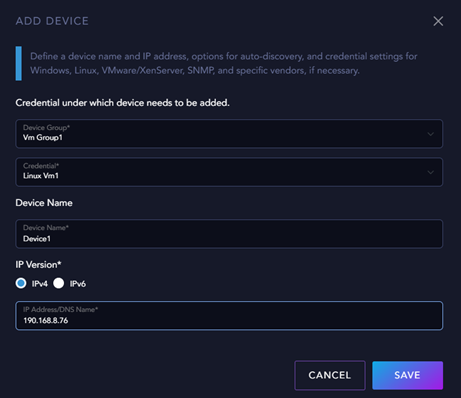 ADD DEVICE
Define a device name and IP address, options for auto-discovery, and credential settings for
Windows, Linux, VMware/XenServer, SNMP, and specific vendors, if necessary.
Credential under which device needs to be added.
Device Group*
Vm Group1
Credential*
Linux Vm1
Device Name
Device Name*
Device1
IP Version*
IPv4 IPv6
IP Address/DNS Name*
190.168.8.76
CANCEL SAVE